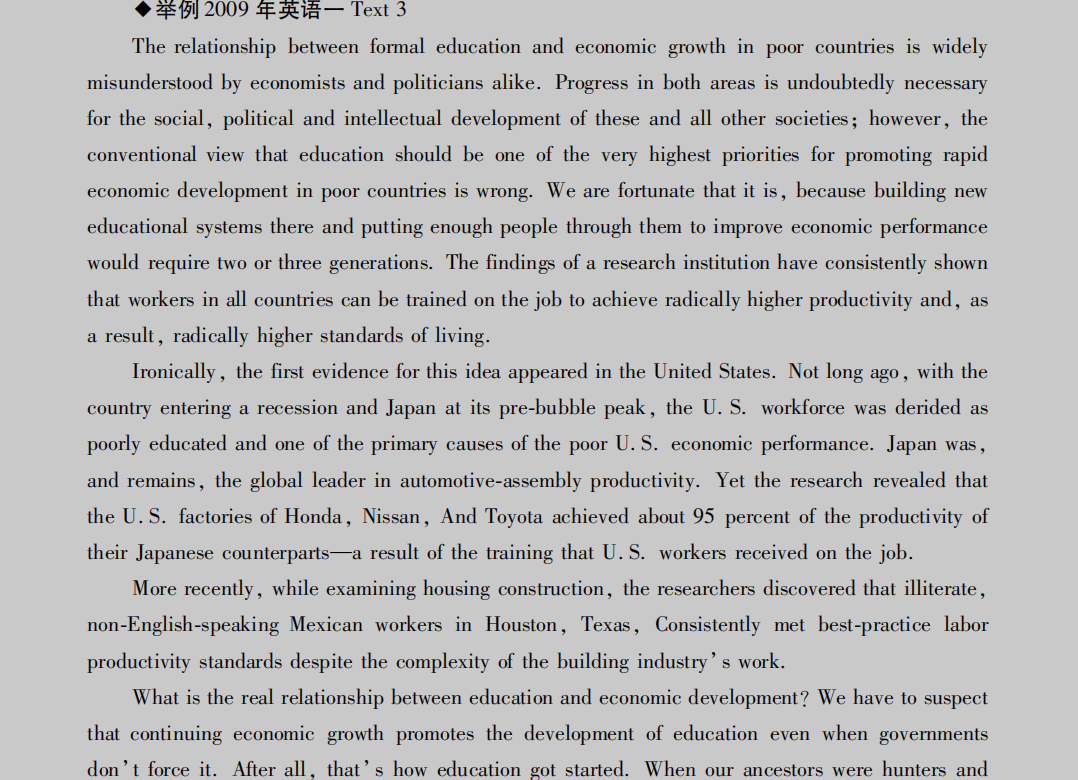 ◆举例 2009 年英语一 Text 3
The relationship between formal education and economic growth in poor countries is widely
misunderstood by economists and politicians alike. Progress in both areas is undoubtedly necessary
for the social, political and intellectual development of these and all other societies; however, the
conventional view that education should be one of the very highest priorities for promoting rapid
economic development in poor countries is wrong. We are fortunate that it is, because building new
educational systems there and putting enough people through them to improve economic performance
would require two or three generations. The findings of a research institution have consistently shown
that workers in all countries can be trained on the job to achieve radically higher productivity and, as
a result, radically higher standards of living.
Ironically, the first evidence for this idea appeared in the United States. Not long ago, with the
country entering a recession and Japan at its pre-bubble peak, the U. S. workforce was derided as
poorly educated and one of the primary causes of the poor U. S. economic performance. Japan was,
and remains, the global leader in automotive-assembly productivity. Yet the research revealed that
the U. S. factories of Honda, Nissan, And Toyota achieved about 95 percent of the productivity of
their Japanese counterparts—a result of the training that U. S. workers received on the job.
More recently, while examining housing construction, the researchers discovered that illiterate,
non-English-speaking Mexican workers in Houston, Texas, Consistently met best-practice labor
productivity standards despite the complexity of the building industry's work.
What is the real relationship between education and economic development? We have to suspect
that continuing economic growth promotes the development of education even when governments
don't force it. After all, that's how education got started. When our ancestors were hunters and